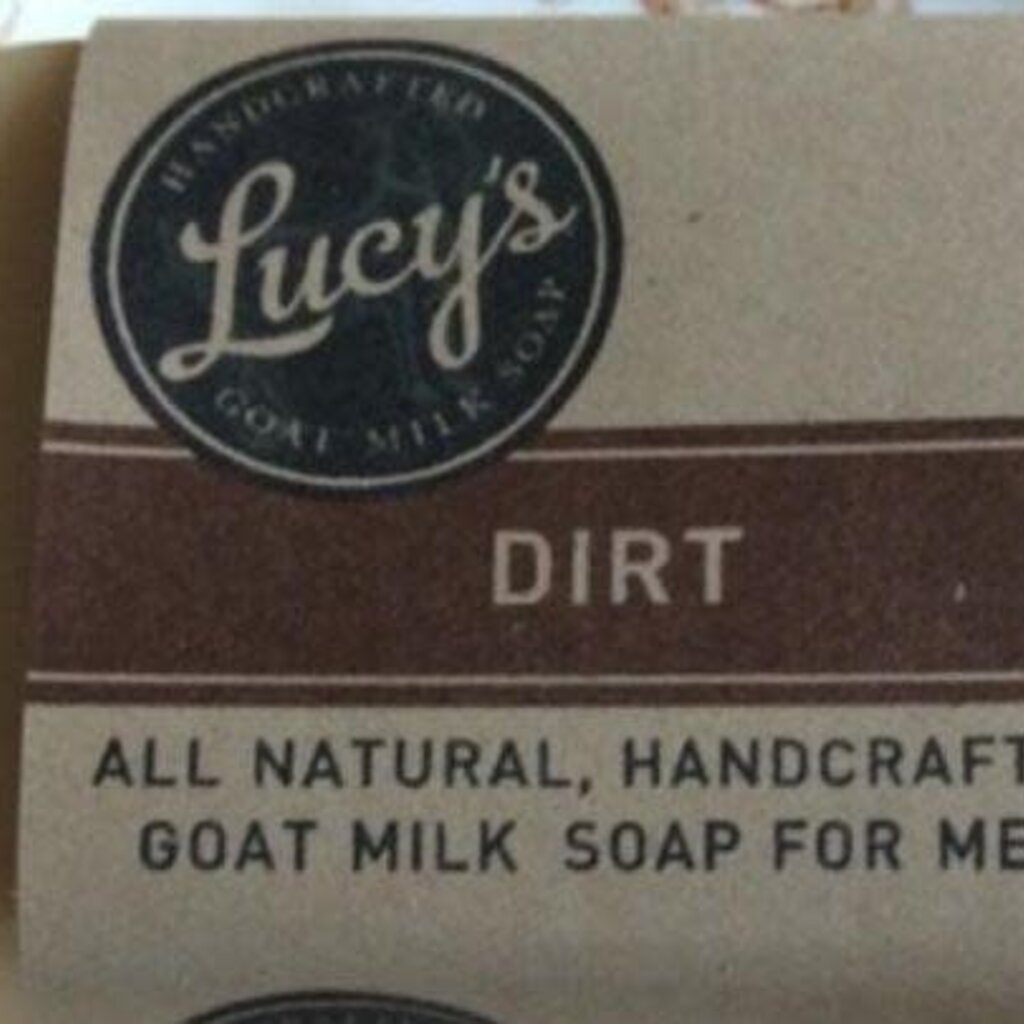 HANDCRAFTED
Lucy's
GOAT MILK SOAP
DIRT
ALL NATURAL, HANDCRAFT
GOAT MILK SOAP FOR ME